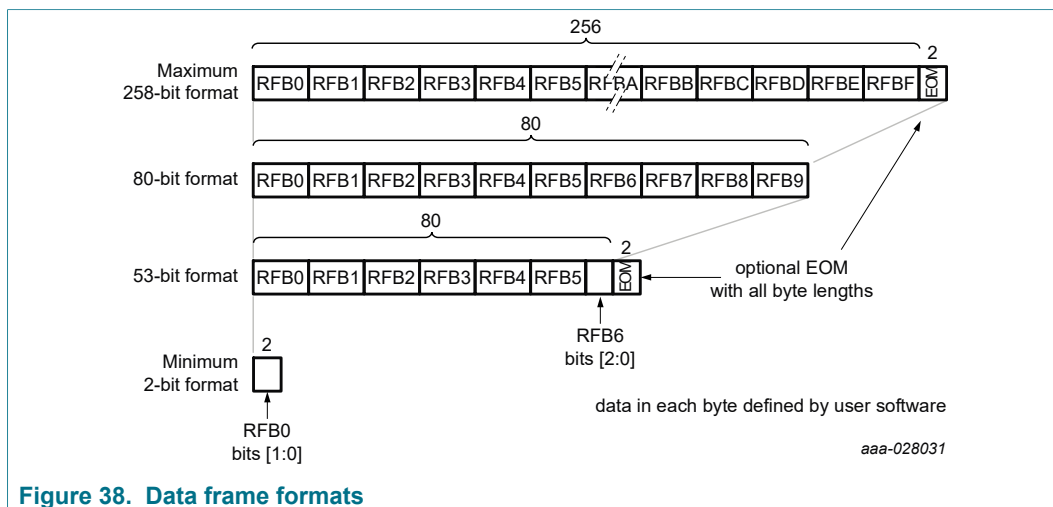 256
Maximum
258-bit format
RFB0 RFB1 RFB2 RFB3 RFB4 RFB5 RFBA RFBB RFBC RFBD RFBE RFBF EOM
2
80
80-bit format
RFB0 RFB1 RFB2 RFB3 RFB4 RFB5 RFB6 RFB7 RFB8 RFB9
80
53-bit format
RFB0 RFB1 RFB2 RFB3 RFB4 RFB5 EOM
2
optional EOM
with all byte lengths
RFB6
bits [2:0]
2
Minimum
2-bit format
RFB0
bits [1:0]
data in each byte defined by user software
aaa-028031
Figure 38. Data frame formats